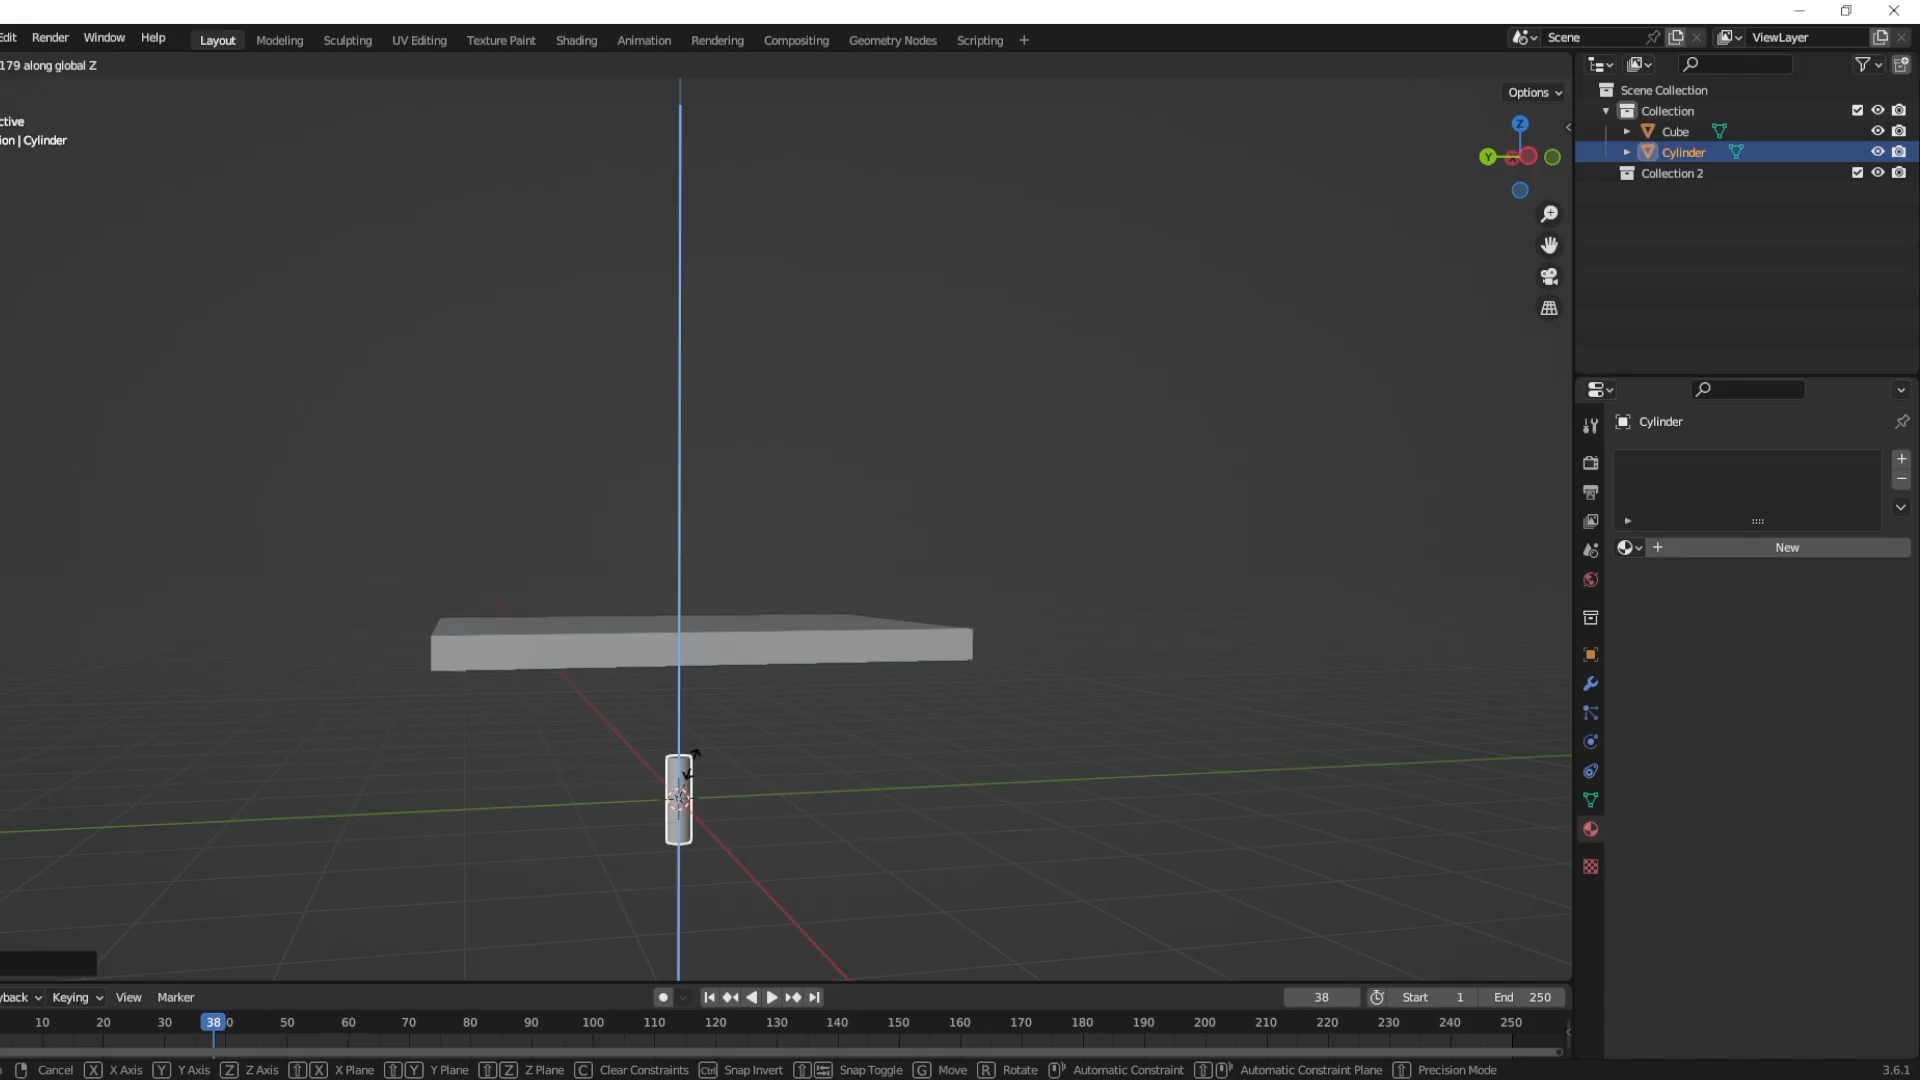 Edit Render Window Help Layout Modeling Sculpting UV Editing Texture Paint Shading Animation Rendering Compositing Geometry Nodes Scripting + Scene ViewLayer
179 along global Z
Options
Scene Collection
ctive
Collection
ion | Cylinder
Z
Cube
Y
Cylinder
Collection 2
Cylinder
+ New
yback Keying View Marker 38 Start 1 End 250
10 20 30 38 0 50 60 70 80 90 100 110 120 130 140 150 160 170 180 190 200 210 220 230 240 250
Cancel X X Axis Y Y Axis Z Z Axis X X Plane Y Y Plane Z Z Plane C Clear Constraints Ctrl Snap Invert Snap Toggle G Move R Rotate Automatic Constraint Automatic Constraint Plane Precision Mode 3.6.1